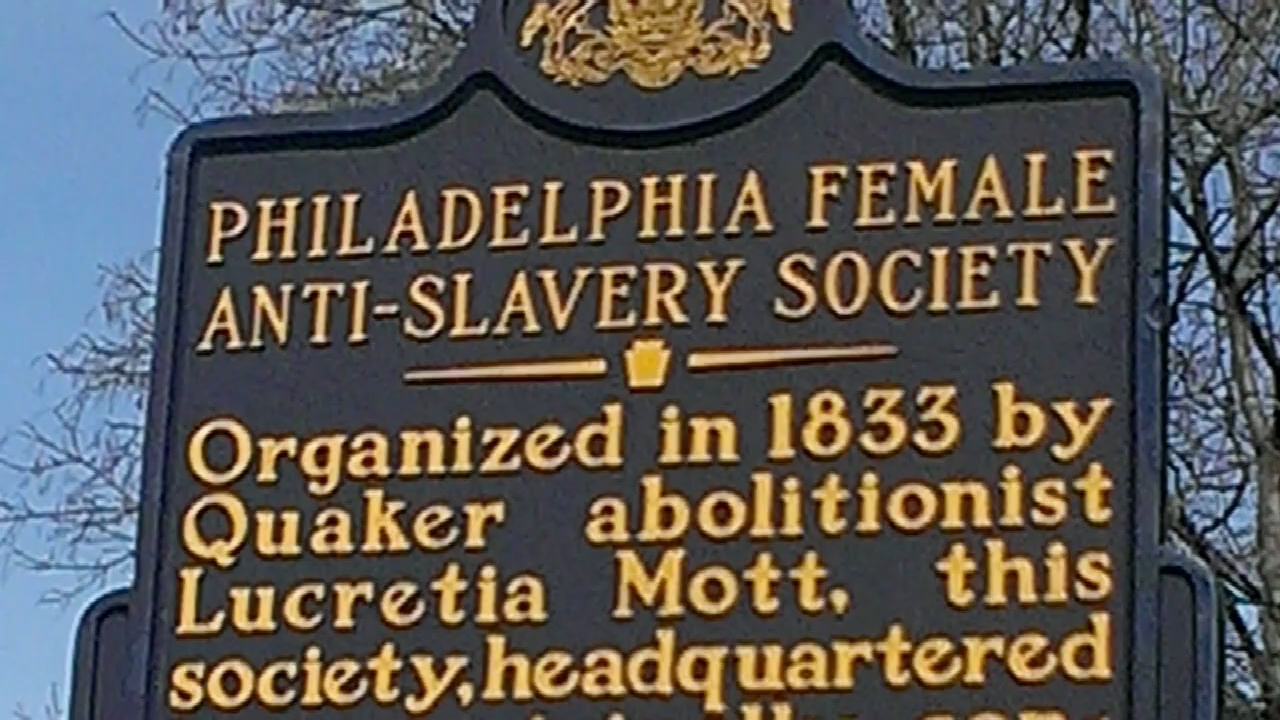 PHILADELPHIA FEMALE
ANTI-SLAVERY SOCIETY
Organized in 1833 by
Quaker abolitionist
Lucretia Mott, this
society, headquartered